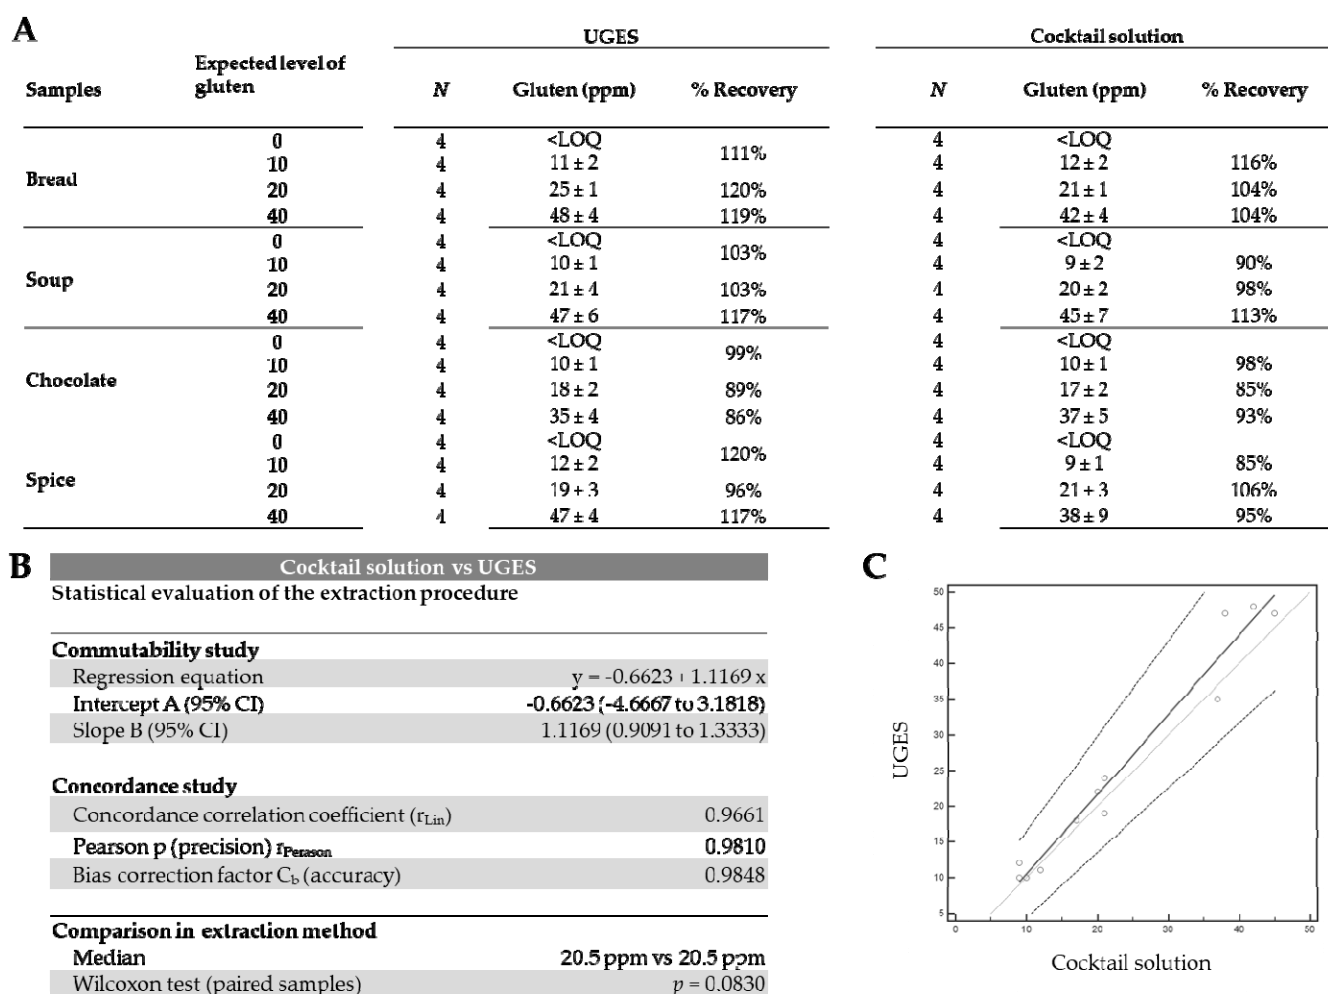 A
UGES Cocktail solution
Samples Expected level of gluten N Gluten (ppm) % Recovery N Gluten (ppm) % Recovery
Bread
0 4 <LOQ 4 <LOQ
10 4 11 ± 2 111% 4 12 ± 2 116%
20 4 25 ± 1 120% 4 21 ± 1 104%
40 4 48 ± 4 119% 4 42 ± 4 104%
Soup
0 4 <LOQ 4 <LOQ
10 4 10 ± 1 103% 4 9 ± 2 90%
20 4 21 ± 4 103% 4 20 ± 2 98%
40 4 47 ± 6 117% 4 45 ± 7 113%
Chocolate
0 4 <LOQ 4 <LOQ
10 4 10 ± 1 99% 4 10 ± 1 98%
20 4 18 ± 2 89% 4 17 ± 2 85%
40 4 35 ± 4 86% 4 37 ± 5 93%
Spice
0 4 <LOQ 4 <LOQ
10 4 12 ± 2 120% 4 9 ± 1 85%
20 4 19 ± 3 96% 4 21 ± 3 106%
40 4 47 ± 4 117% 4 38 ± 9 95%
B
Cocktail solution vs UGES
Statistical evaluation of the extraction procedure
Commutability study
Regression equation y = -0.6623 + 1.1169 x
Intercept A (95% CI) -0.6623 (-4.6667 to 3.1818)
Slope B (95% CI) 1.1169 (0.9091 to 1.3333)
Concordance study
Concordance correlation coefficient (rLin) 0.9661
Pearson p (precision) rPerason 0.9810
Bias correction factor Cb (accuracy) 0.9848
Comparison in extraction method
Median 20.5 ppm vs 20.5 ppm
Wilcoxon test (paired samples) p = 0.0830
C
50
45
40
35
30
25
20
15
10
5
UGES
0 10 20 30 40 50
Cocktail solution